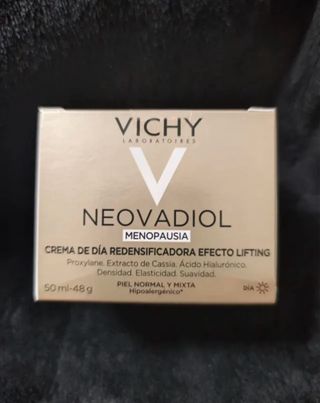 VICHY
LABORATOIRES
V
NEOVADIOL
MENOPAUSIA
CREMA DE DÍA REDENSIFICADORA EFECTO LIFTING
Proxylane. Extracto de Cassia. Ácido Hialurónico.
Densidad. Elasticidad. Suavidad.
50 ml-48 g
PIEL NORMAL Y MIXTA
Hipoalergénico*
DÍA